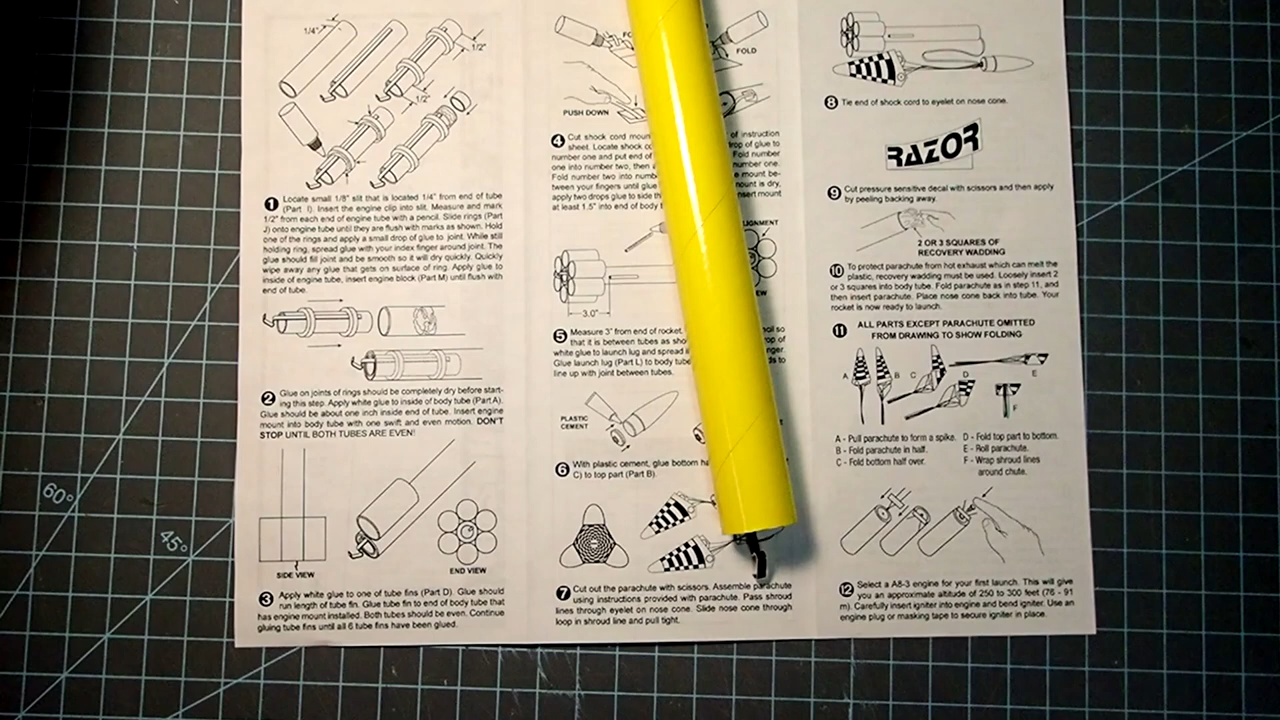 1/4"
1/2"
1/2"
1 Locate small 1/8" slit that is located 1/4" from end of tube
(Part I). Insert the engine clip into slit. Measure and mark
1/2" from each end of engine tube with a pencil. Slide rings (Part
J) onto engine tube until they are flush with marks as shown. Hold
one of the rings and apply a small drop of glue to joint. While still
holding ring, spread glue with your index finger around joint. The
glue should fill joint and be smooth so it will dry quickly. Quickly
wipe away any glue that gets on surface of ring. Apply glue to
inside of engine tube, insert engine block (Part M) until flush with
end of tube.
2 Glue on joints of rings should be completely dry before start-
ing this step. Apply white glue to inside of body tube (Part A).
Glue should be about one inch inside end of tube. Insert engine
mount into body tube with one swift and even motion. DON'T
STOP UNTIL BOTH TUBES ARE EVEN!
SIDE VIEW
END VIEW
3 Apply white glue to one of tube fins (Part D). Glue should
run length of tube fin. Glue tube fin to end of body tube that
has engine mount installed. Both tubes should be even. Continue
gluing tube fins until all 6 tube fins have been glued.
FO
FOLD
PUSH DOWN
4 Cut shock cord moun of instruction
sheet. Locate shock co drop of glue to
number one and put end of Fold number
one into number two, then number one.
Fold number two into numb e mount be-
tween your fingers until glue mount is dry,
apply two drops glue to side th insert mount
at least 1.5" into end of body
LIGNMENT
EW
3.0"
5 Measure 3" from end of rocket. cil so
that it is between tubes as sho rop of
white glue to launch lug and spread nger.
Glue launch lug (Part L) to body tube ds to
line up with joint between tubes.
PLASTIC
CEMENT
6 With plastic cement, glue bottom ha
C) to top part (Part B).
7 Cut out the parachute with scissors. Assemble parachute
using instructions provided with parachute. Pass shroud
lines through eyelet on nose cone. Slide nose cone through
loop in shroud line and pull tight.
8 Tie end of shock cord to eyelet on nose cone.
RAZOR
9 Cut pressure sensitive decal with scissors and then apply
by peeling backing away.
2 OR 3 SQUARES OF
RECOVERY WADDING
10 To protect parachute from hot exhaust which can melt the
plastic, recovery wadding must be used. Loosely insert 2
or 3 squares into body tube. Fold parachute as in step 11, and
then insert parachute. Place nose cone back into tube. Your
rocket is now ready to launch.
11 ALL PARTS EXCEPT PARACHUTE OMITTED
FROM DRAWING TO SHOW FOLDING
A B C D E
F
A - Pull parachute to form a spike. D - Fold top part to bottom.
B - Fold parachute in half. E - Roll parachute.
C - Fold bottom half over. F - Wrap shroud lines
around chute.
12 Select a A8-3 engine for your first launch. This will give
you an approximate altitude of 250 to 300 feet (76 - 91
m). Carefully insert igniter into engine and bend igniter. Use an
engine plug or masking tape to secure igniter in place.
60°
45°